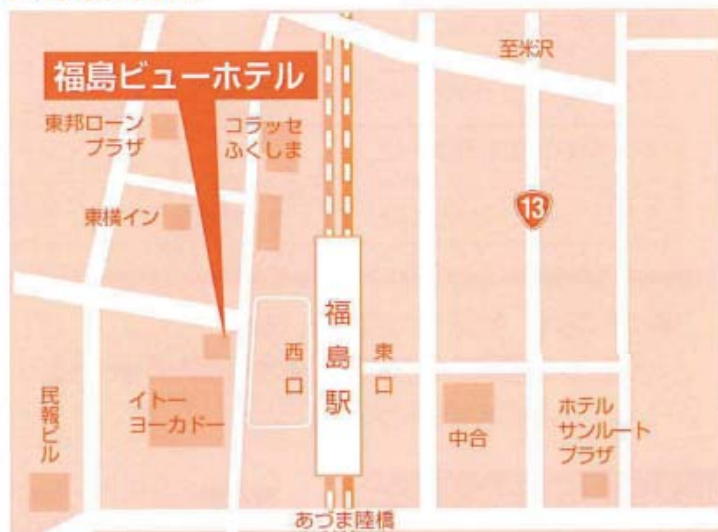 至米沢
福島ビューホテル
東邦ローン
プラザ
コラッセ
ふくしま
東横イン
13
福島駅
西口
東口
民報ビル
イトー
ヨーカドー
中合
ホテル
サンルート
プラザ
あづま陸橋